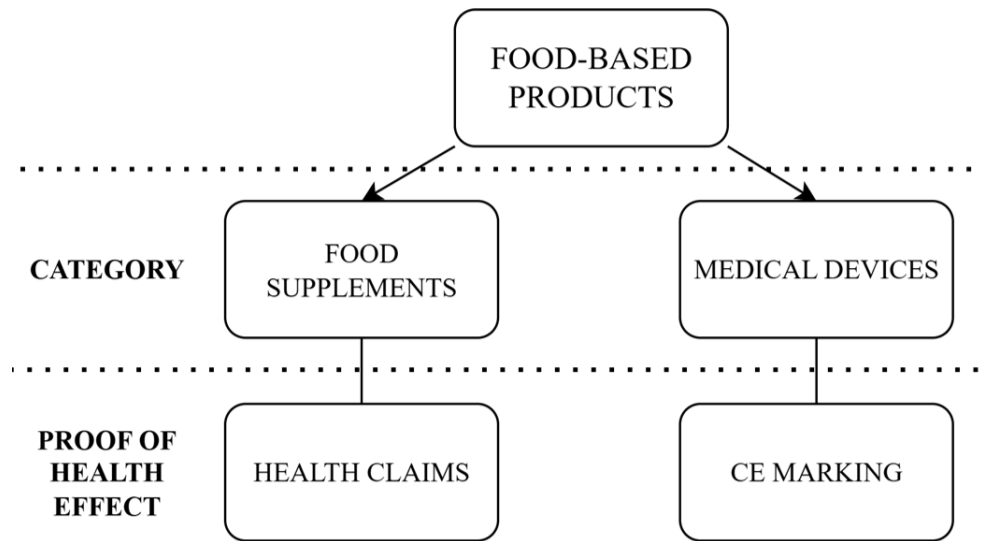 FOOD-BASED
PRODUCTS
CATEGORY
FOOD
SUPPLEMENTS
MEDICAL DEVICES
PROOF OF
HEALTH
EFFECT
HEALTH CLAIMS
CE MARKING